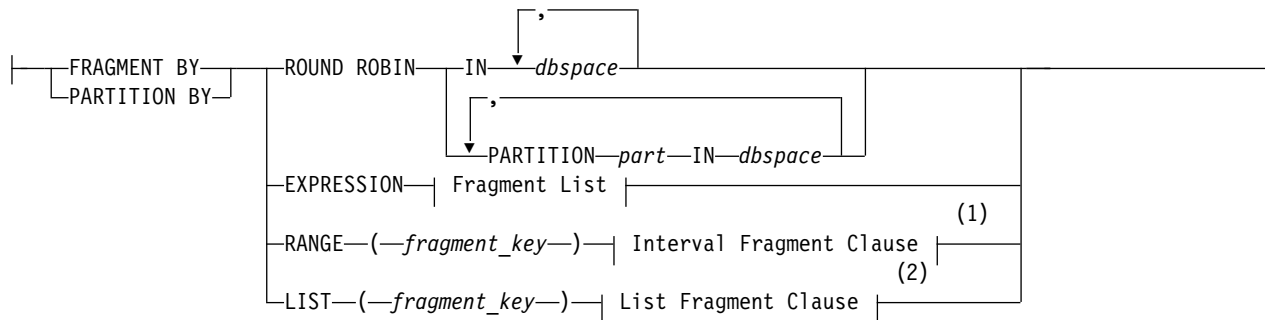 ,
FRAGMENT BY ROUND ROBIN IN dbspace
PARTITION BY
,
PARTITION part IN dbspace
EXPRESSION Fragment List
(1)
RANGE ( fragment_key ) Interval Fragment Clause
(2)
LIST ( fragment_key ) List Fragment Clause